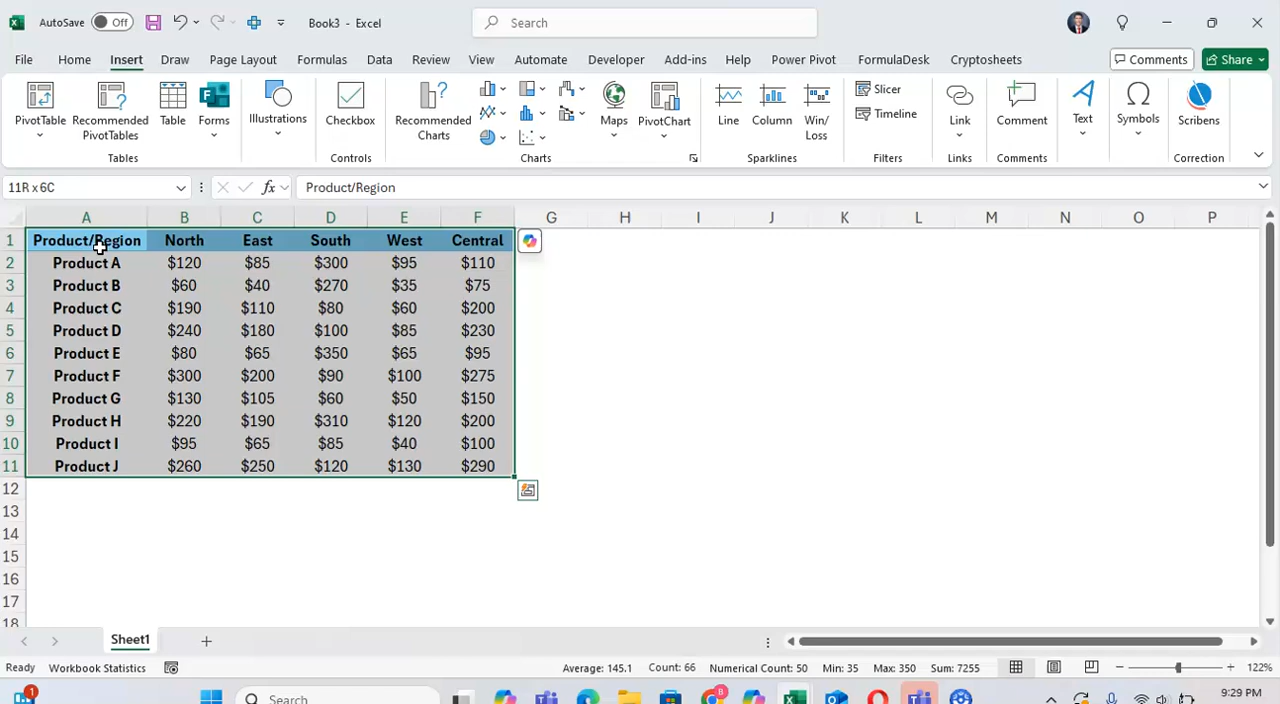 AutoSave Off Book3 - Excel Search
File Home Insert Draw Page Layout Formulas Data Review View Automate Developer Add-ins Help Power Pivot FormulaDesk Cryptosheets Comments Share
PivotTable Recommended PivotTables Table Forms Illustrations Checkbox Recommended Charts Maps PivotChart Line Column Win/Loss Slicer Timeline Link Comment Text Symbols Scribens
Tables Controls Charts Sparklines Filters Links Comments Correction
11R x 6C fx Product/Region
A B C D E F G H I J K L M N O P
1 Product/Region North East South West Central
2 Product A $120 $85 $300 $95 $110
3 Product B $60 $40 $270 $35 $75
4 Product C $190 $110 $80 $60 $200
5 Product D $240 $180 $100 $85 $230
6 Product E $80 $65 $350 $65 $95
7 Product F $300 $200 $90 $100 $275
8 Product G $130 $105 $60 $50 $150
9 Product H $220 $190 $310 $120 $200
10 Product I $95 $65 $85 $40 $100
11 Product J $260 $250 $120 $130 $290
12
13
14
15
16
17
18
Sheet1
Ready Workbook Statistics Average: 145.1 Count: 66 Numerical Count: 50 Min: 35 Max: 350 Sum: 7255 122%
1 Search 8 9:29 PM